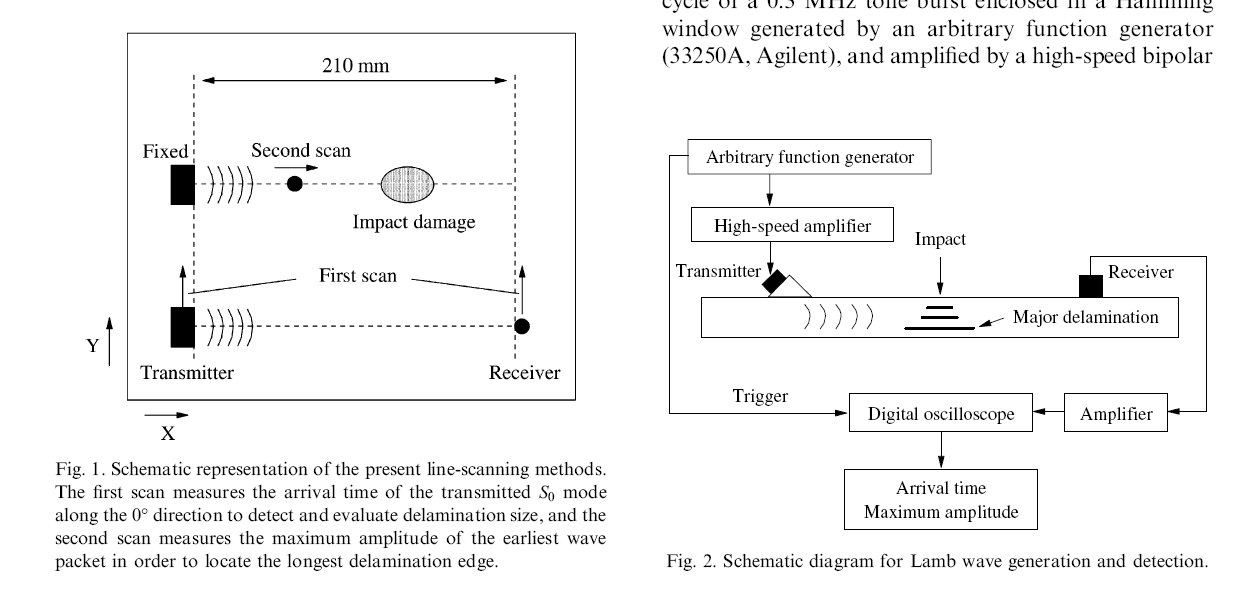 210 mm
Fixed
Second scan
Impact damage
First scan
Y
Transmitter
Receiver
X
Fig. 1. Schematic representation of the present line-scanning methods.
The first scan measures the arrival time of the transmitted S0 mode
along the 0° direction to detect and evaluate delamination size, and the
second scan measures the maximum amplitude of the earliest wave
packet in order to locate the longest delamination edge.
cycle of a 0.3 MHz tone burst enclosed in a Hamming
window generated by an arbitrary function generator
(33250A, Agilent), and amplified by a high-speed bipolar
Arbitrary function generator
High-speed amplifier
Impact
Transmitter
Receiver
Major delamination
Trigger
Digital oscilloscope
Amplifier
Arrival time
Maximum amplitude
Fig. 2. Schematic diagram for Lamb wave generation and detection.